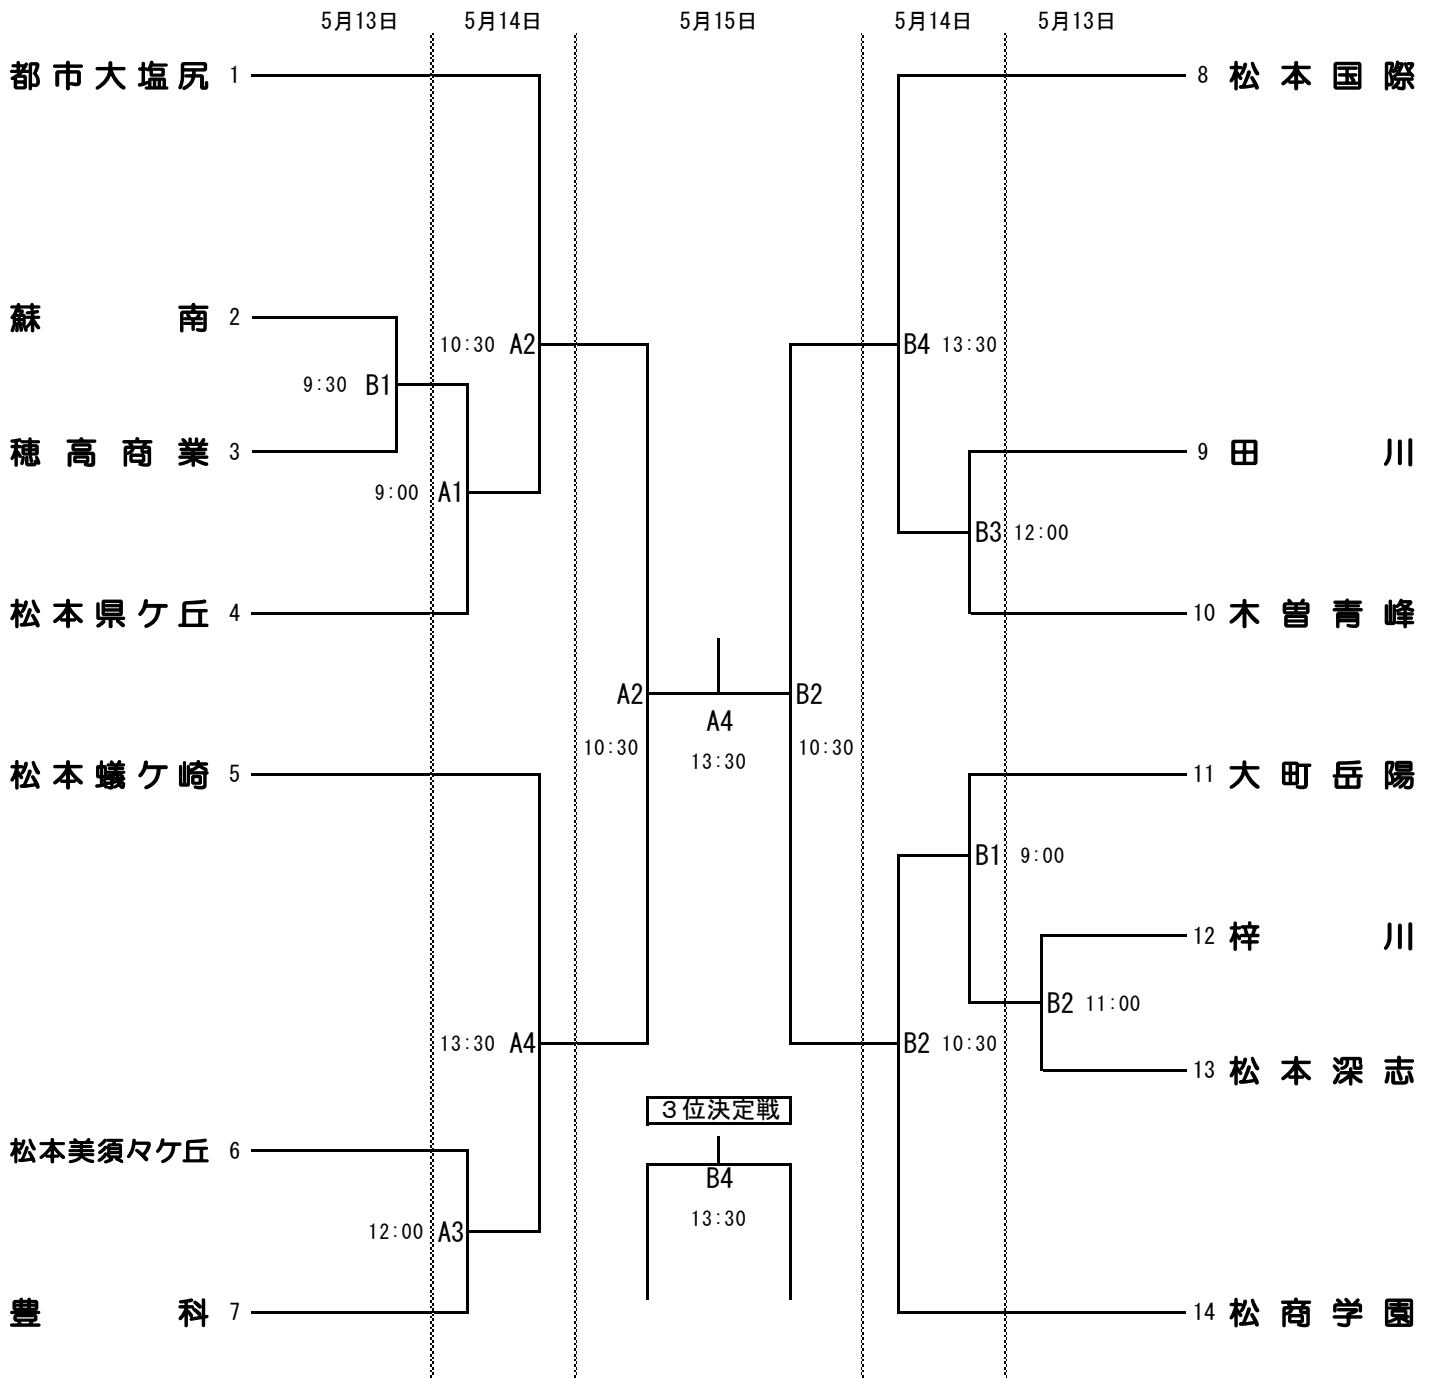 5月13日 5月14日 5月15日 5月14日 5月13日
都市大塩尻 1 8 松本国際
蘇南 2
10:30 A2 B4 13:30
9:30 B1
穂高商業 3 9 田川
9:00 A1
B3 12:00
松本県ケ丘 4 10 木曽青峰
A2 B2
A4
10:30 10:30
13:30
松本蟻ケ崎 5 11 大町岳陽
B1 9:00
12 梓川
B2 11:00
13:30 A4 B2 10:30
13 松本深志
3位決定戦
松本美須々ケ丘 6
B4
13:30
12:00 A3
豊科 7 14 松商学園